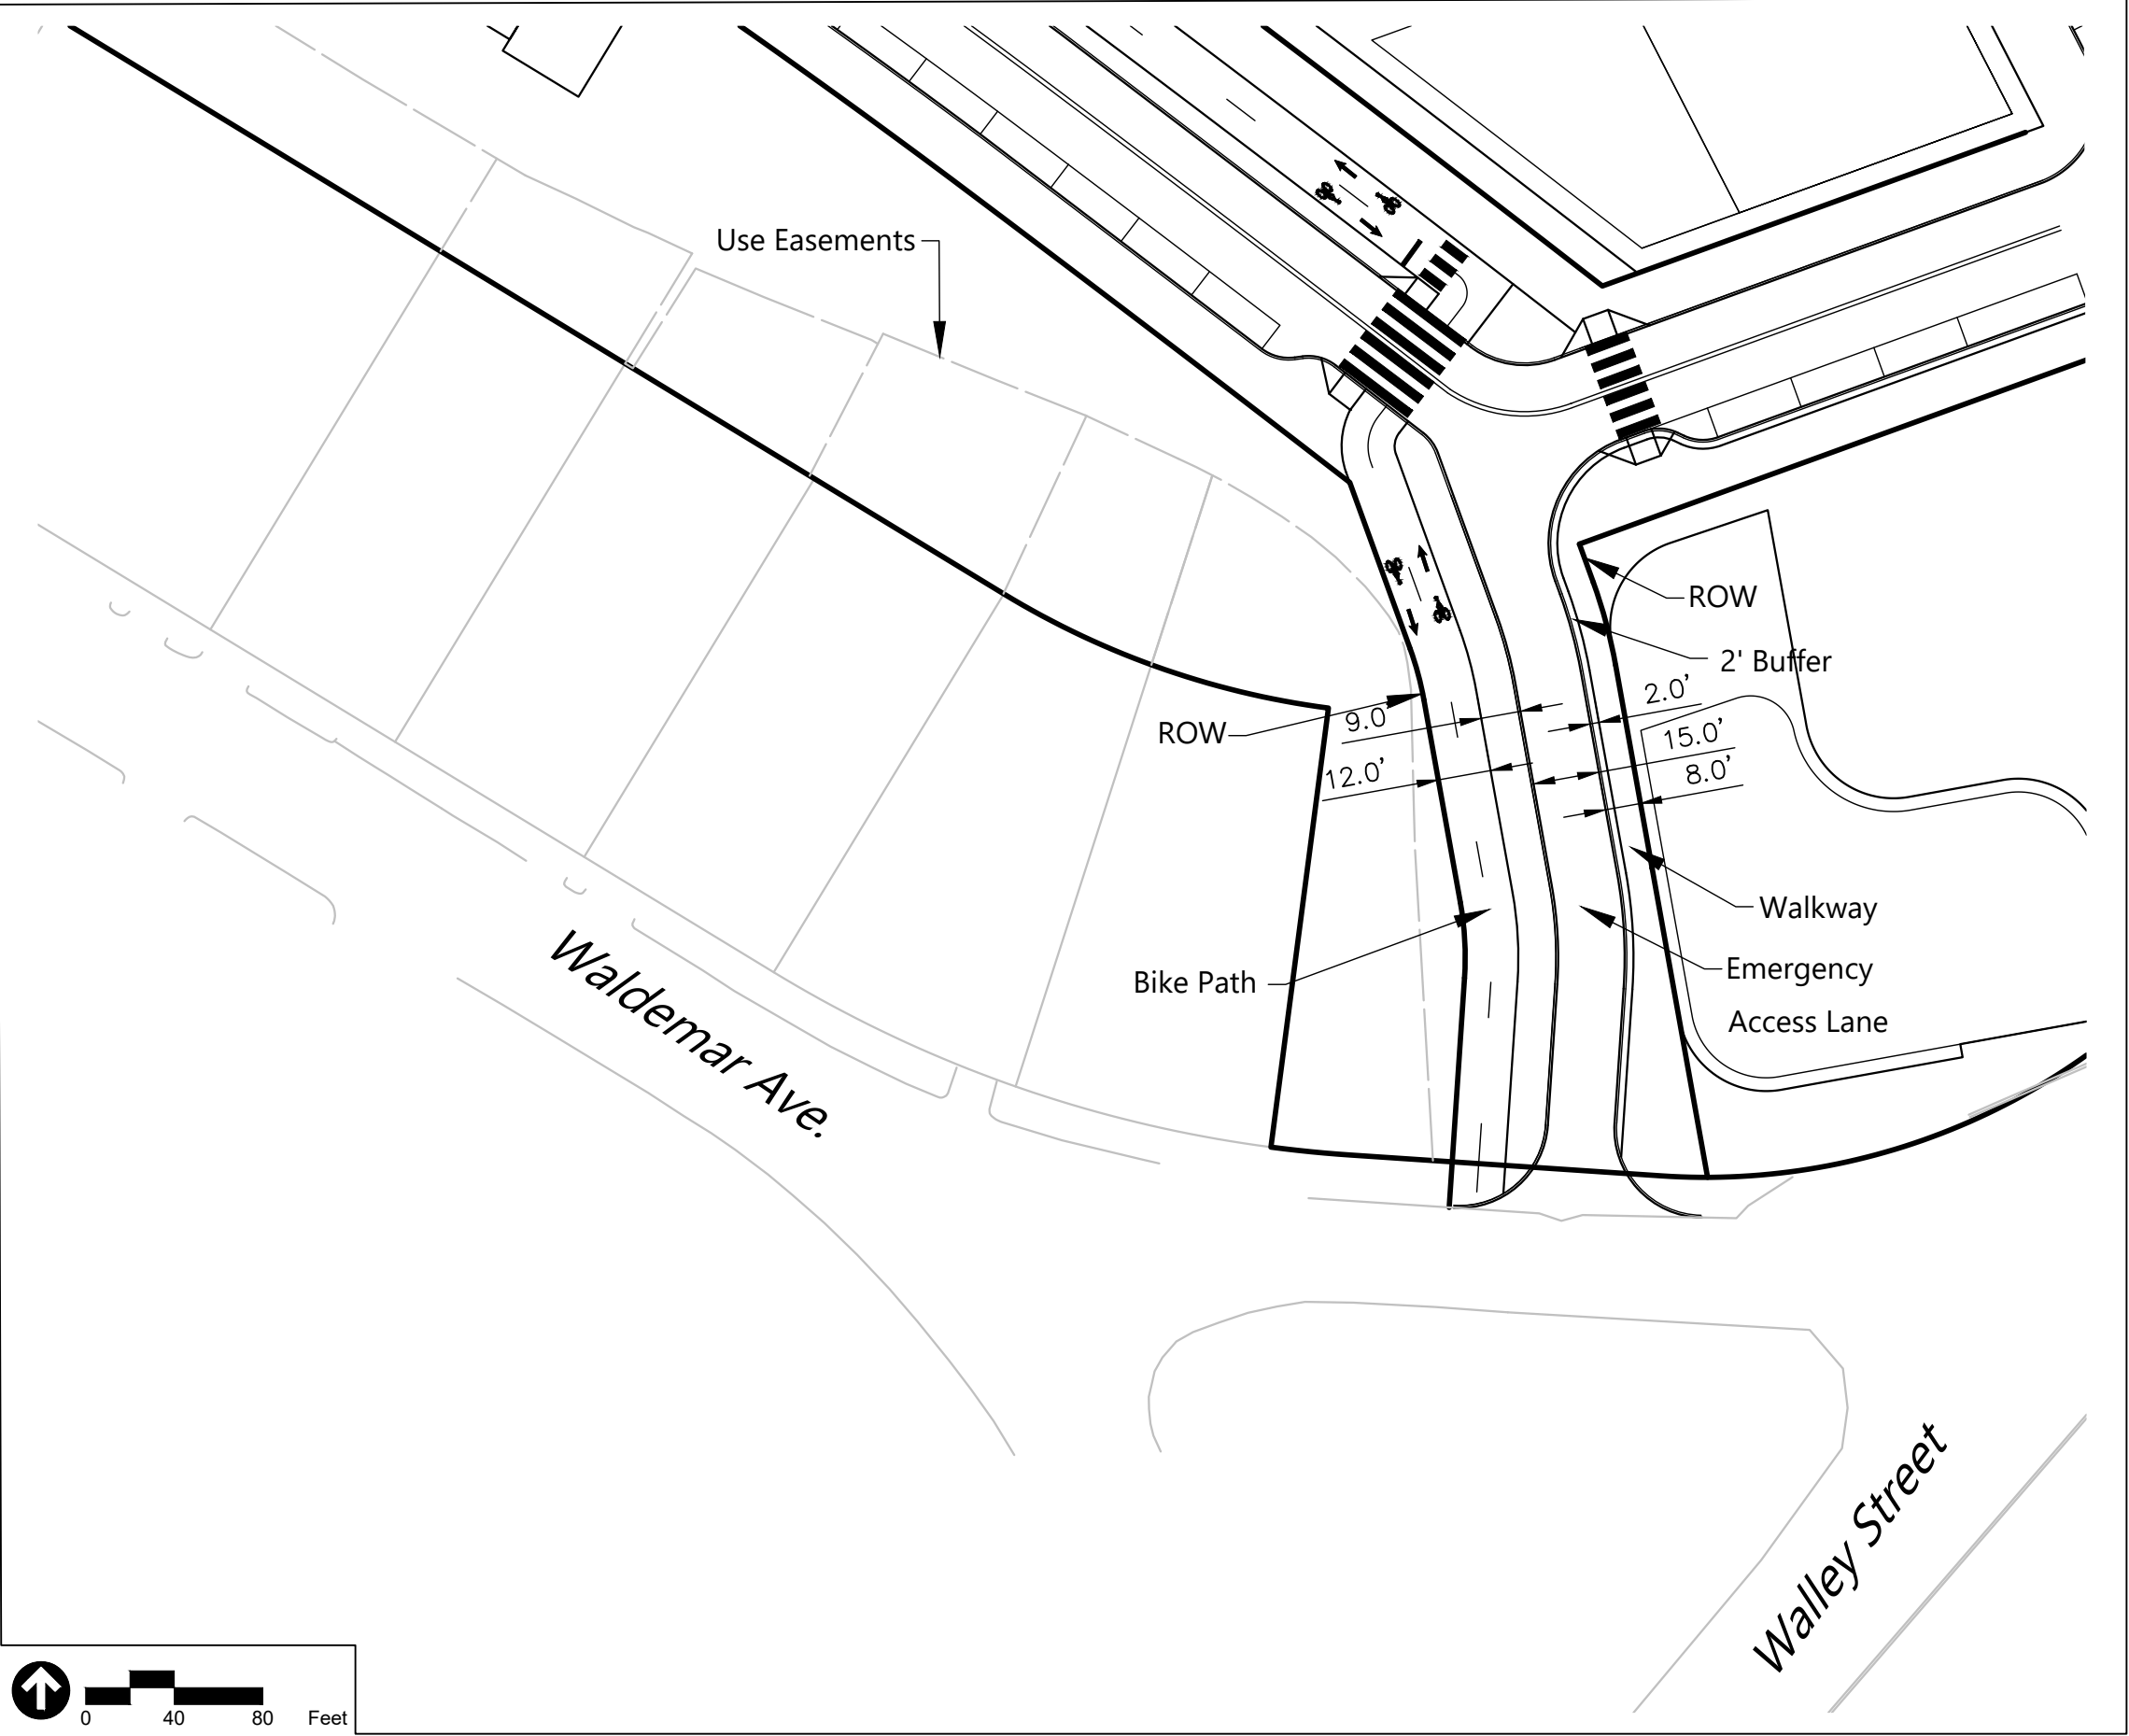 Use Easements
ROW
2' Buffer
2.0'
ROW
9.0'
15.0'
12.0'
8.0'
Walkway
Bike Path
Emergency
Access Lane
Waldemar Ave.
Walley Street
0 40 80 Feet